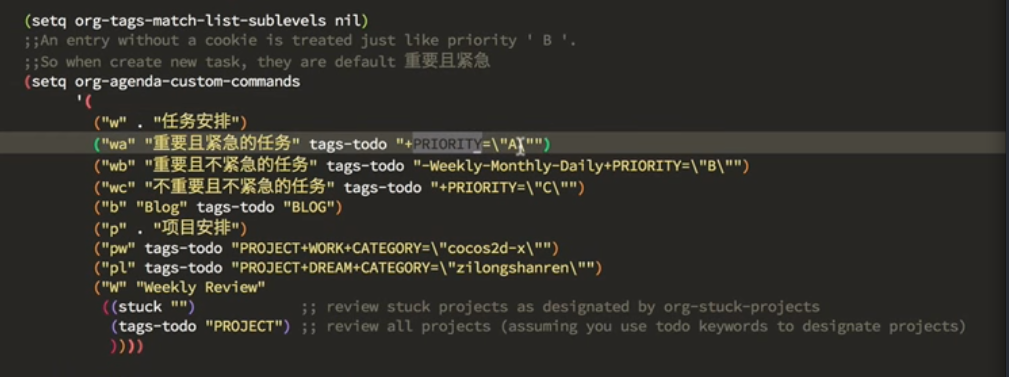 (setq org-tags-match-list-sublevels nil)
;;An entry without a cookie is treated just like priority ' B '.
;;So when create new task, they are default 重要且紧急
(setq org-agenda-custom-commands
'(
("w" . "任务安排")
("wa" "重要且紧急的任务" tags-todo "+PRIORITY=\"A\"")
("wb" "重要且不紧急的任务" tags-todo "-Weekly-Monthly-Daily+PRIORITY=\"B\"")
("wc" "不重要且不紧急的任务" tags-todo "+PRIORITY=\"C\"")
("b" "Blog" tags-todo "BLOG")
("p" . "项目安排")
("pw" tags-todo "PROJECT+WORK+CATEGORY=\"cocos2d-x\"")
("pl" tags-todo "PROJECT+DREAM+CATEGORY=\"zilongshanren\"")
("W" "Weekly Review"
((stuck "") ;; review stuck projects as designated by org-stuck-projects
(tags-todo "PROJECT") ;; review all projects (assuming you use todo keywords to designate projects)
))))